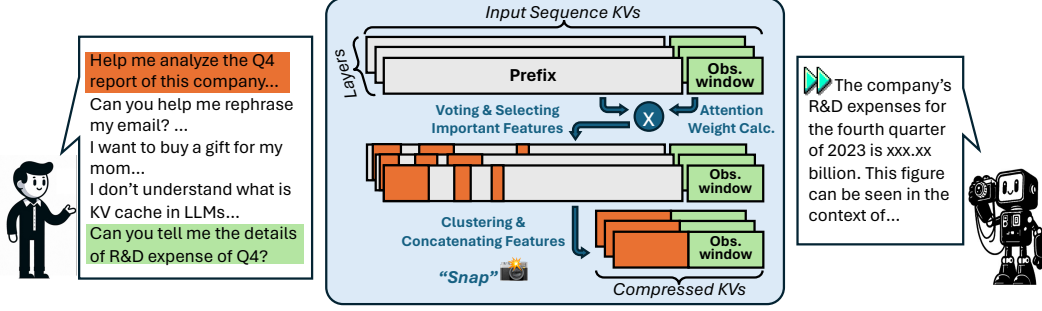 Help me analyze the Q4
report of this company...
Can you help me rephrase
my email? ...
I want to buy a gift for my
mom...
I don't understand what is
KV cache in LLMs...
Can you tell me the details
of R&D expense of Q4?
Input Sequence KVs
Layers
Prefix
Obs.
window
Voting & Selecting
Important Features
X
Attention
Weight Calc.
Obs.
window
Clustering &
Concatenating Features
Obs.
window
“Snap”
Compressed KVs
The company's
R&D expenses for
the fourth quarter
of 2023 is xxx.xx
billion. This figure
can be seen in the
context of...